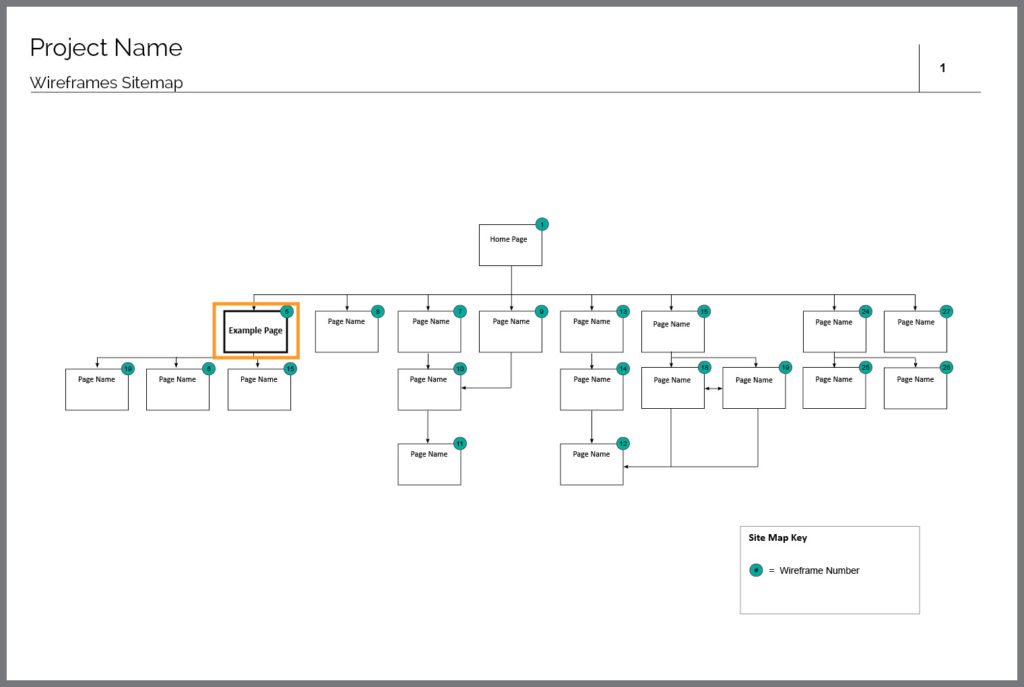 Project Name
Wireframes Sitemap
1
1
Home Page
5
Example Page
8
Page Name
7
Page Name
9
Page Name
13
Page Name
15
Page Name
24
Page Name
27
Page Name
19
Page Name
6
Page Name
15
Page Name
10
Page Name
14
Page Name
18
Page Name
19
Page Name
25
Page Name
26
Page Name
11
Page Name
12
Page Name
Site Map Key
# = Wireframe Number